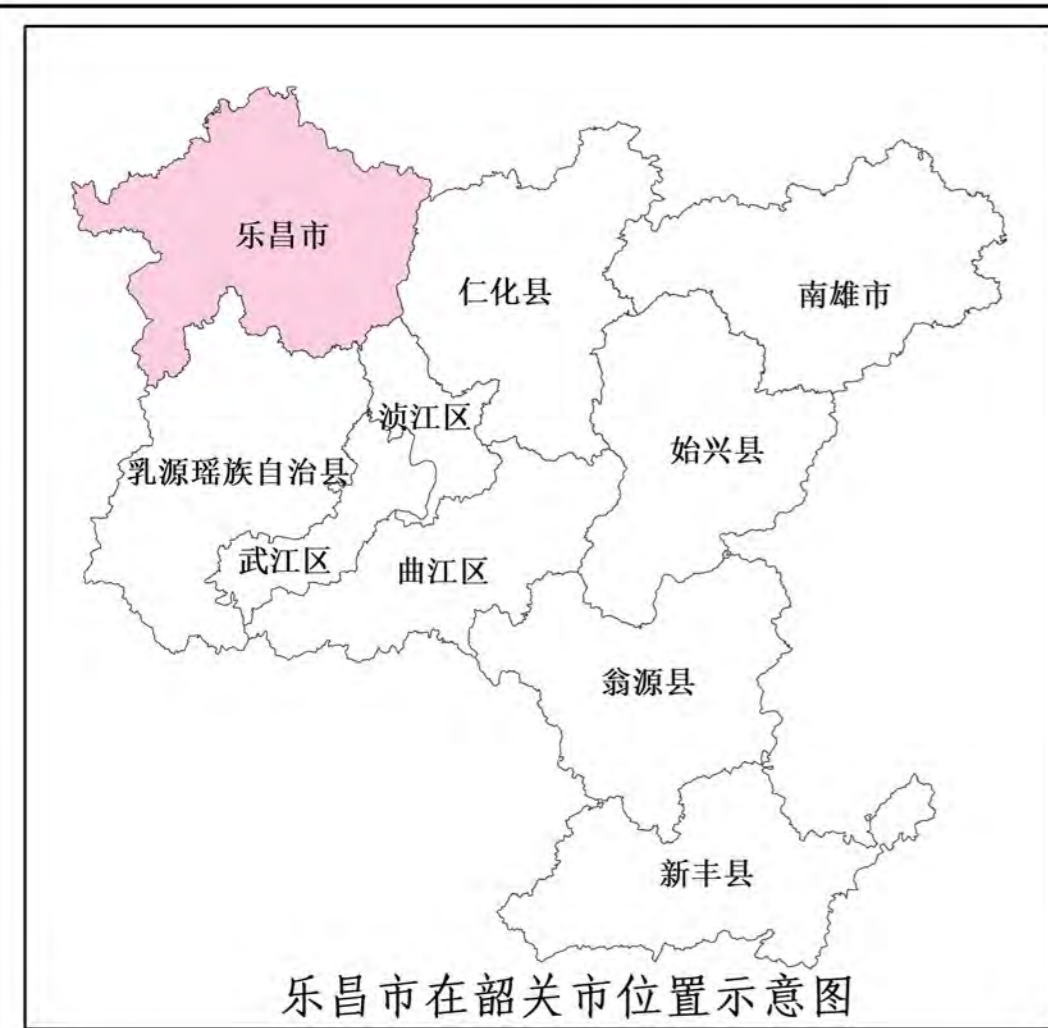 乐昌市
仁化县
南雄市
浈江区
始兴县
乳源瑶族自治县
武江区
曲江区
翁源县
新丰县
乐昌市在韶关市位置示意图